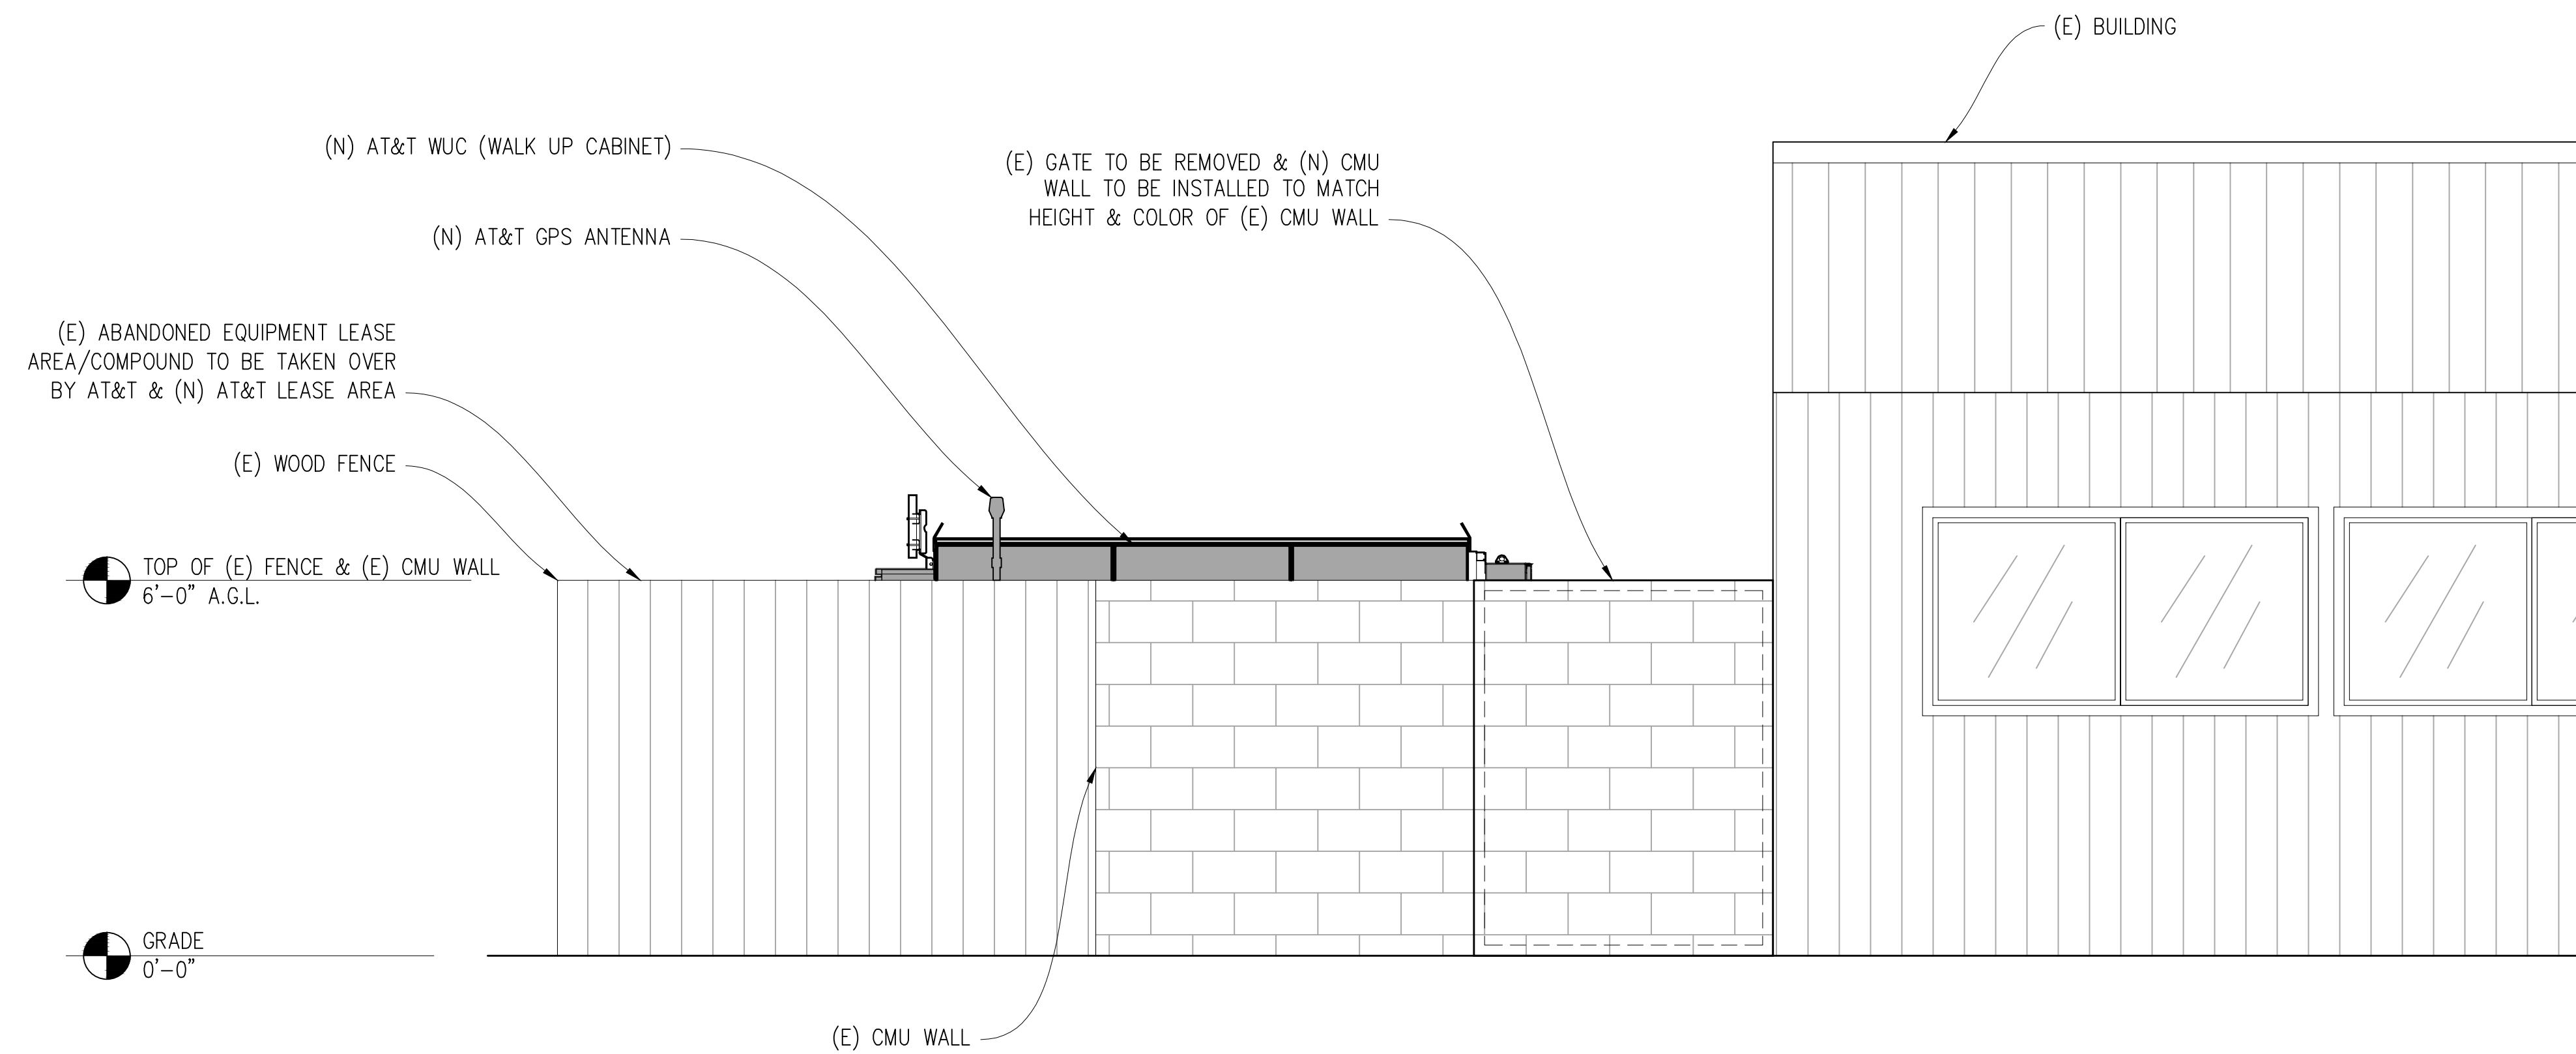 (E) BUILDING
(N) AT&T WUC (WALK UP CABINET)
(E) GATE TO BE REMOVED & (N) CMU
WALL TO BE INSTALLED TO MATCH
HEIGHT & COLOR OF (E) CMU WALL
(N) AT&T GPS ANTENNA
(E) ABANDONED EQUIPMENT LEASE
AREA/COMPOUND TO BE TAKEN OVER
BY AT&T & (N) AT&T LEASE AREA
(E) WOOD FENCE
TOP OF (E) FENCE & (E) CMU WALL
6'-0" A.G.L.
GRADE
0'-0"
(E) CMU WALL